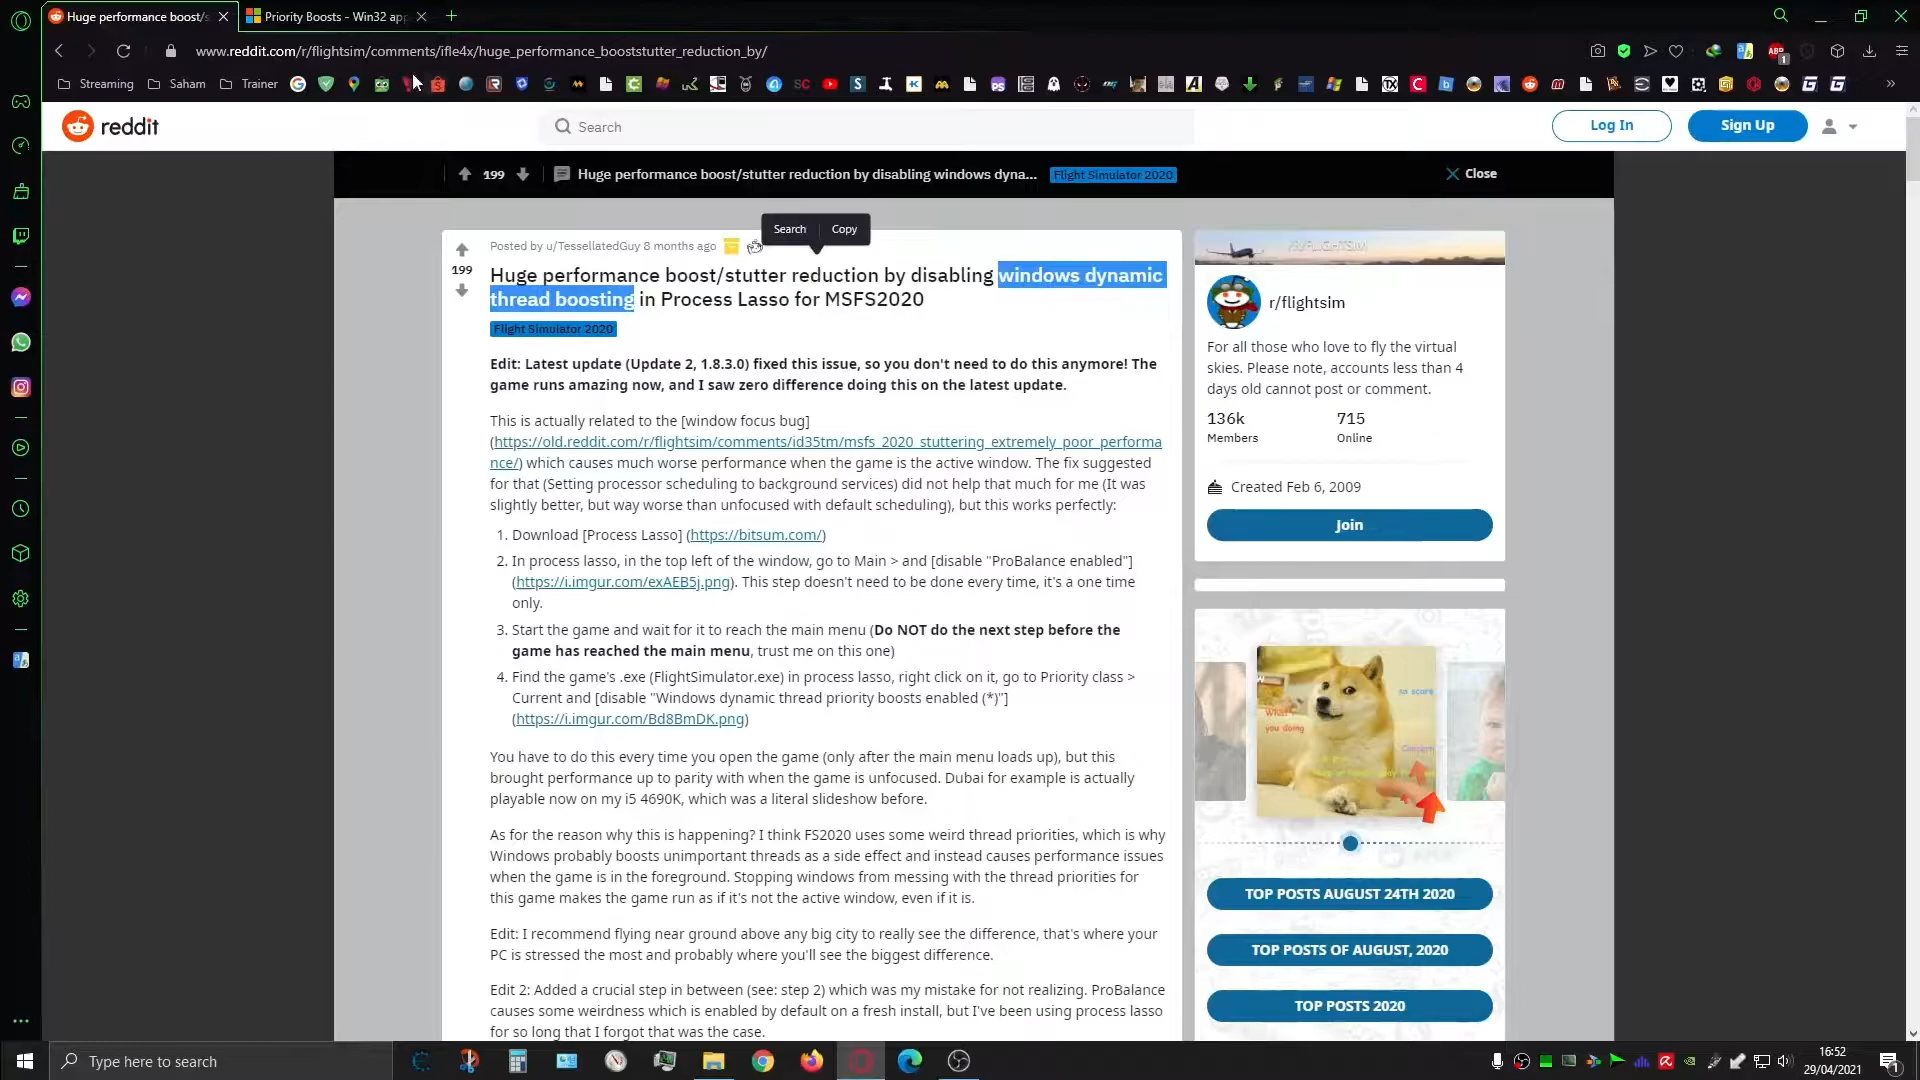 Huge performance boost/s
Priority Boosts - Win32 app
www.reddit.com/r/flightsim/comments/ifle4x/huge_performance_booststutter_reduction_by/
Streaming
Saham
Trainer
reddit
Search
Log In
Sign Up
199
Huge performance boost/stutter reduction by disabling windows dyna...
Flight Simulator 2020
Close
Search
Copy
Posted by u/TessellatedGuy 8 months ago
199
Huge performance boost/stutter reduction by disabling windows dynamic
thread boosting in Process Lasso for MSFS2020
Flight Simulator 2020
Edit: Latest update (Update 2, 1.8.3.0) fixed this issue, so you don't need to do this anymore! The
game runs amazing now, and I saw zero difference doing this on the latest update.
This is actually related to the [window focus bug]
(https://old.reddit.com/r/flightsim/comments/id35tm/msfs_2020_stuttering_extremely_poor_performa
nce/) which causes much worse performance when the game is the active window. The fix suggested
for that (Setting processor scheduling to background services) did not help that much for me (It was
slightly better, but way worse than unfocused with default scheduling), but this works perfectly:
1. Download [Process Lasso] (https://bitsum.com/)
2. In process lasso, in the top left of the window, go to Main > and [disable "ProBalance enabled"]
(https://i.imgur.com/exAEB5j.png). This step doesn't need to be done every time, it's a one time
only.
3. Start the game and wait for it to reach the main menu (Do NOT do the next step before the
game has reached the main menu, trust me on this one)
4. Find the game's .exe (FlightSimulator.exe) in process lasso, right click on it, go to Priority class >
Current and [disable "Windows dynamic thread priority boosts enabled (*)"]
(https://i.imgur.com/Bd8BmDK.png)
You have to do this every time you open the game (only after the main menu loads up), but this
brought performance up to parity with when the game is unfocused. Dubai for example is actually
playable now on my i5 4690K, which was a literal slideshow before.
As for the reason why this is happening? I think FS2020 uses some weird thread priorities, which is why
Windows probably boosts unimportant threads as a side effect and instead causes performance issues
when the game is in the foreground. Stopping windows from messing with the thread priorities for
this game makes the game run as if it's not the active window, even if it is.
Edit: I recommend flying near ground above any big city to really see the difference, that's where your
PC is stressed the most and probably where you'll see the biggest difference.
Edit 2: Added a crucial step in between (see: step 2) which was my mistake for not realizing. ProBalance
causes some weirdness which is enabled by default on a fresh install, but I've been using process lasso
for so long that I forgot that was the case.
r/flightsim
For all those who love to fly the virtual
skies. Please note, accounts less than 4
days old cannot post or comment.
136k
715
Members
Online
Created Feb 6, 2009
Join
so scare
What
you doing
Concern
TOP POSTS AUGUST 24TH 2020
TOP POSTS OF AUGUST, 2020
TOP POSTS 2020
Type here to search
16:52
29/04/2021